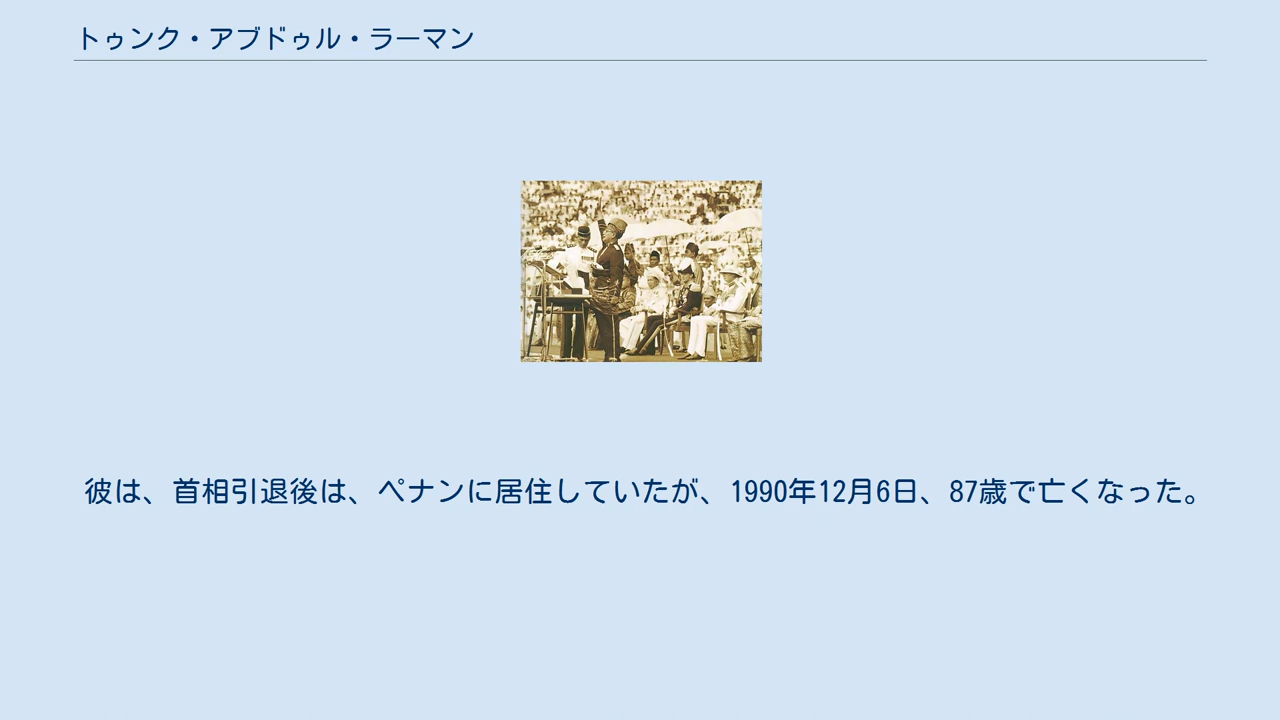 トゥンク・アブドゥル・ラーマン
彼は、首相引退後は、ペナンに居住していたが、1990年12月6日、87歳で亡くなった。